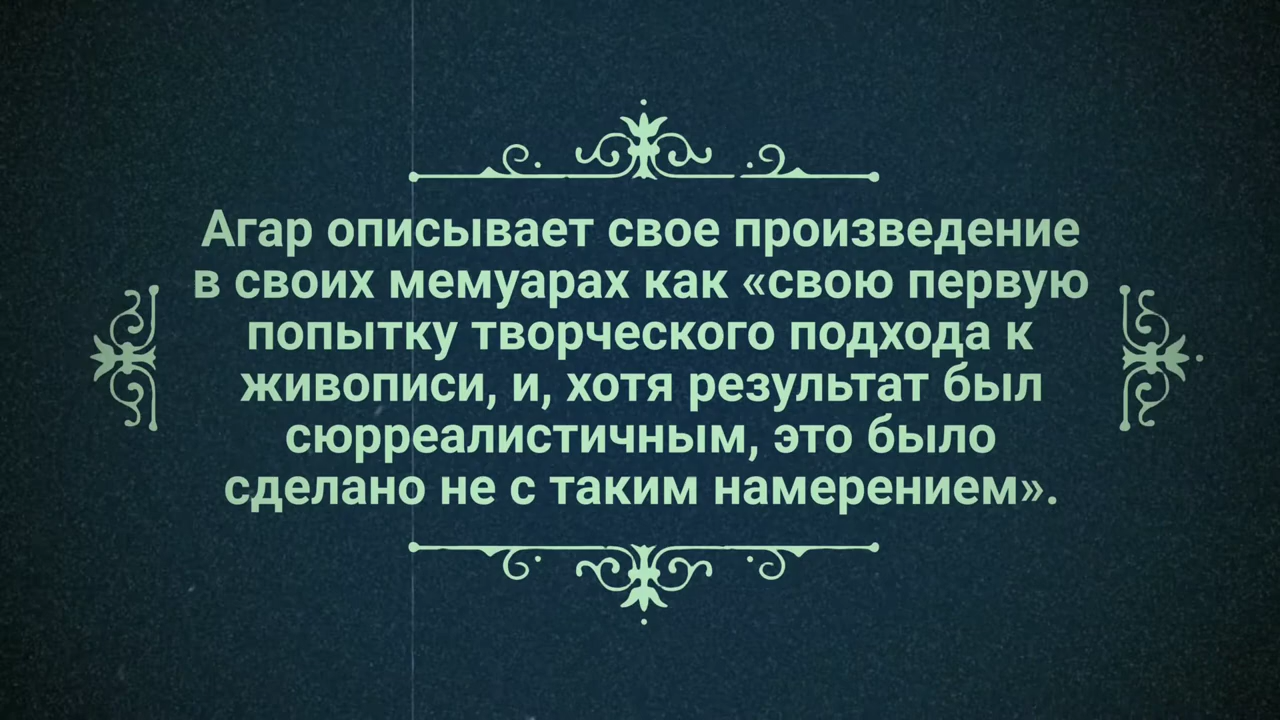 Агар описывает свое произведение
в своих мемуарах как «свою первую
попытку творческого подхода к
живописи, и, хотя результат был
сюрреалистичным, это было
сделано не с таким намерением».